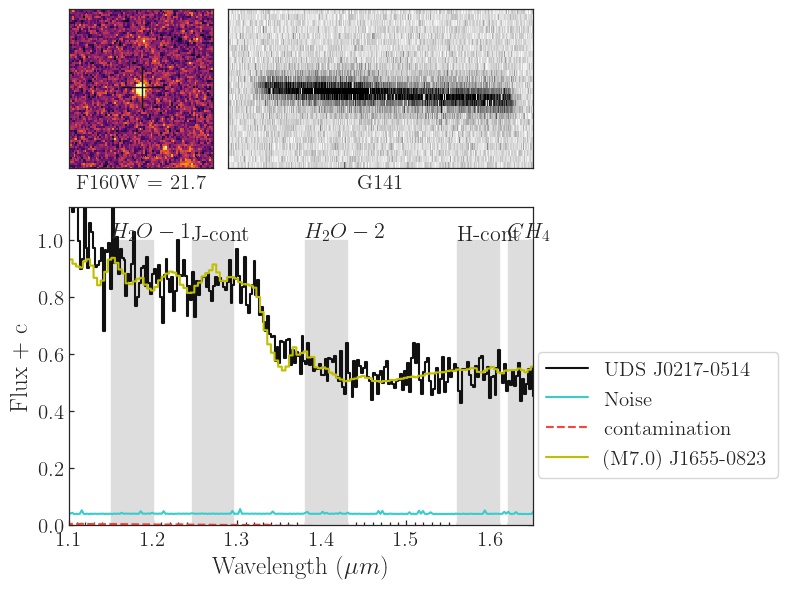 F160W = 21.7
G141
H₂O − 1 J-cont H₂O − 2 H-cont CH₄
Flux + c
1.0
0.8
0.6
0.4
0.2
0.0
1.1 1.2 1.3 1.4 1.5 1.6
Wavelength (μm)
UDS J0217-0514
Noise
contamination
(M7.0) J1655-0823